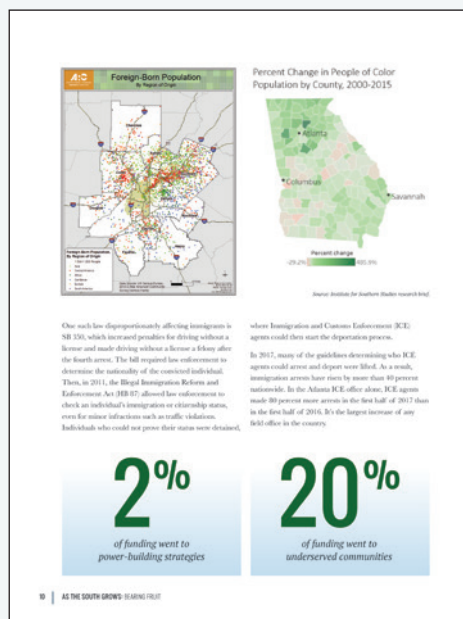 ARC
Foreign-Born Population
By Region of Origin
Percent Change in People of Color
Population by County, 2000-2015
Atlanta
Columbus
Savannah
Percent change
Foreign-Born Population,
By Region of Origin
Source: Institute for Southern Studies research brief.
One such law disproportionately affecting immigrants is
SB 350, which increased penalties for driving without a
license and made driving without a license a felony after
the fourth arrest. The bill required law enforcement to
determine the nationality of the convicted individual.
Then, in 2011, the Illegal Immigration Reform and
Enforcement Act (HB 87) allowed law enforcement to
check an individual's immigration or citizenship status,
even for minor infractions such as traffic violations.
Individuals who could not prove their status were detained,
where Immigration and Customs Enforcement (ICE)
agents could then start the deportation process.
In 2017, many of the guidelines determining who ICE
agents could arrest and deport were lifted. As a result,
immigration arrests have risen by more than 40 percent
nationwide. In the Atlanta ICE office alone, ICE agents
made 80 percent more arrests in the first half of 2017 than
in the first half of 2016. It's the largest increase of any
field office in the country.
2%
of funding went to
power-building strategies
20%
of funding went to
underserved communities
10 | AS THE SOUTH GROWS: BEARING FRUIT